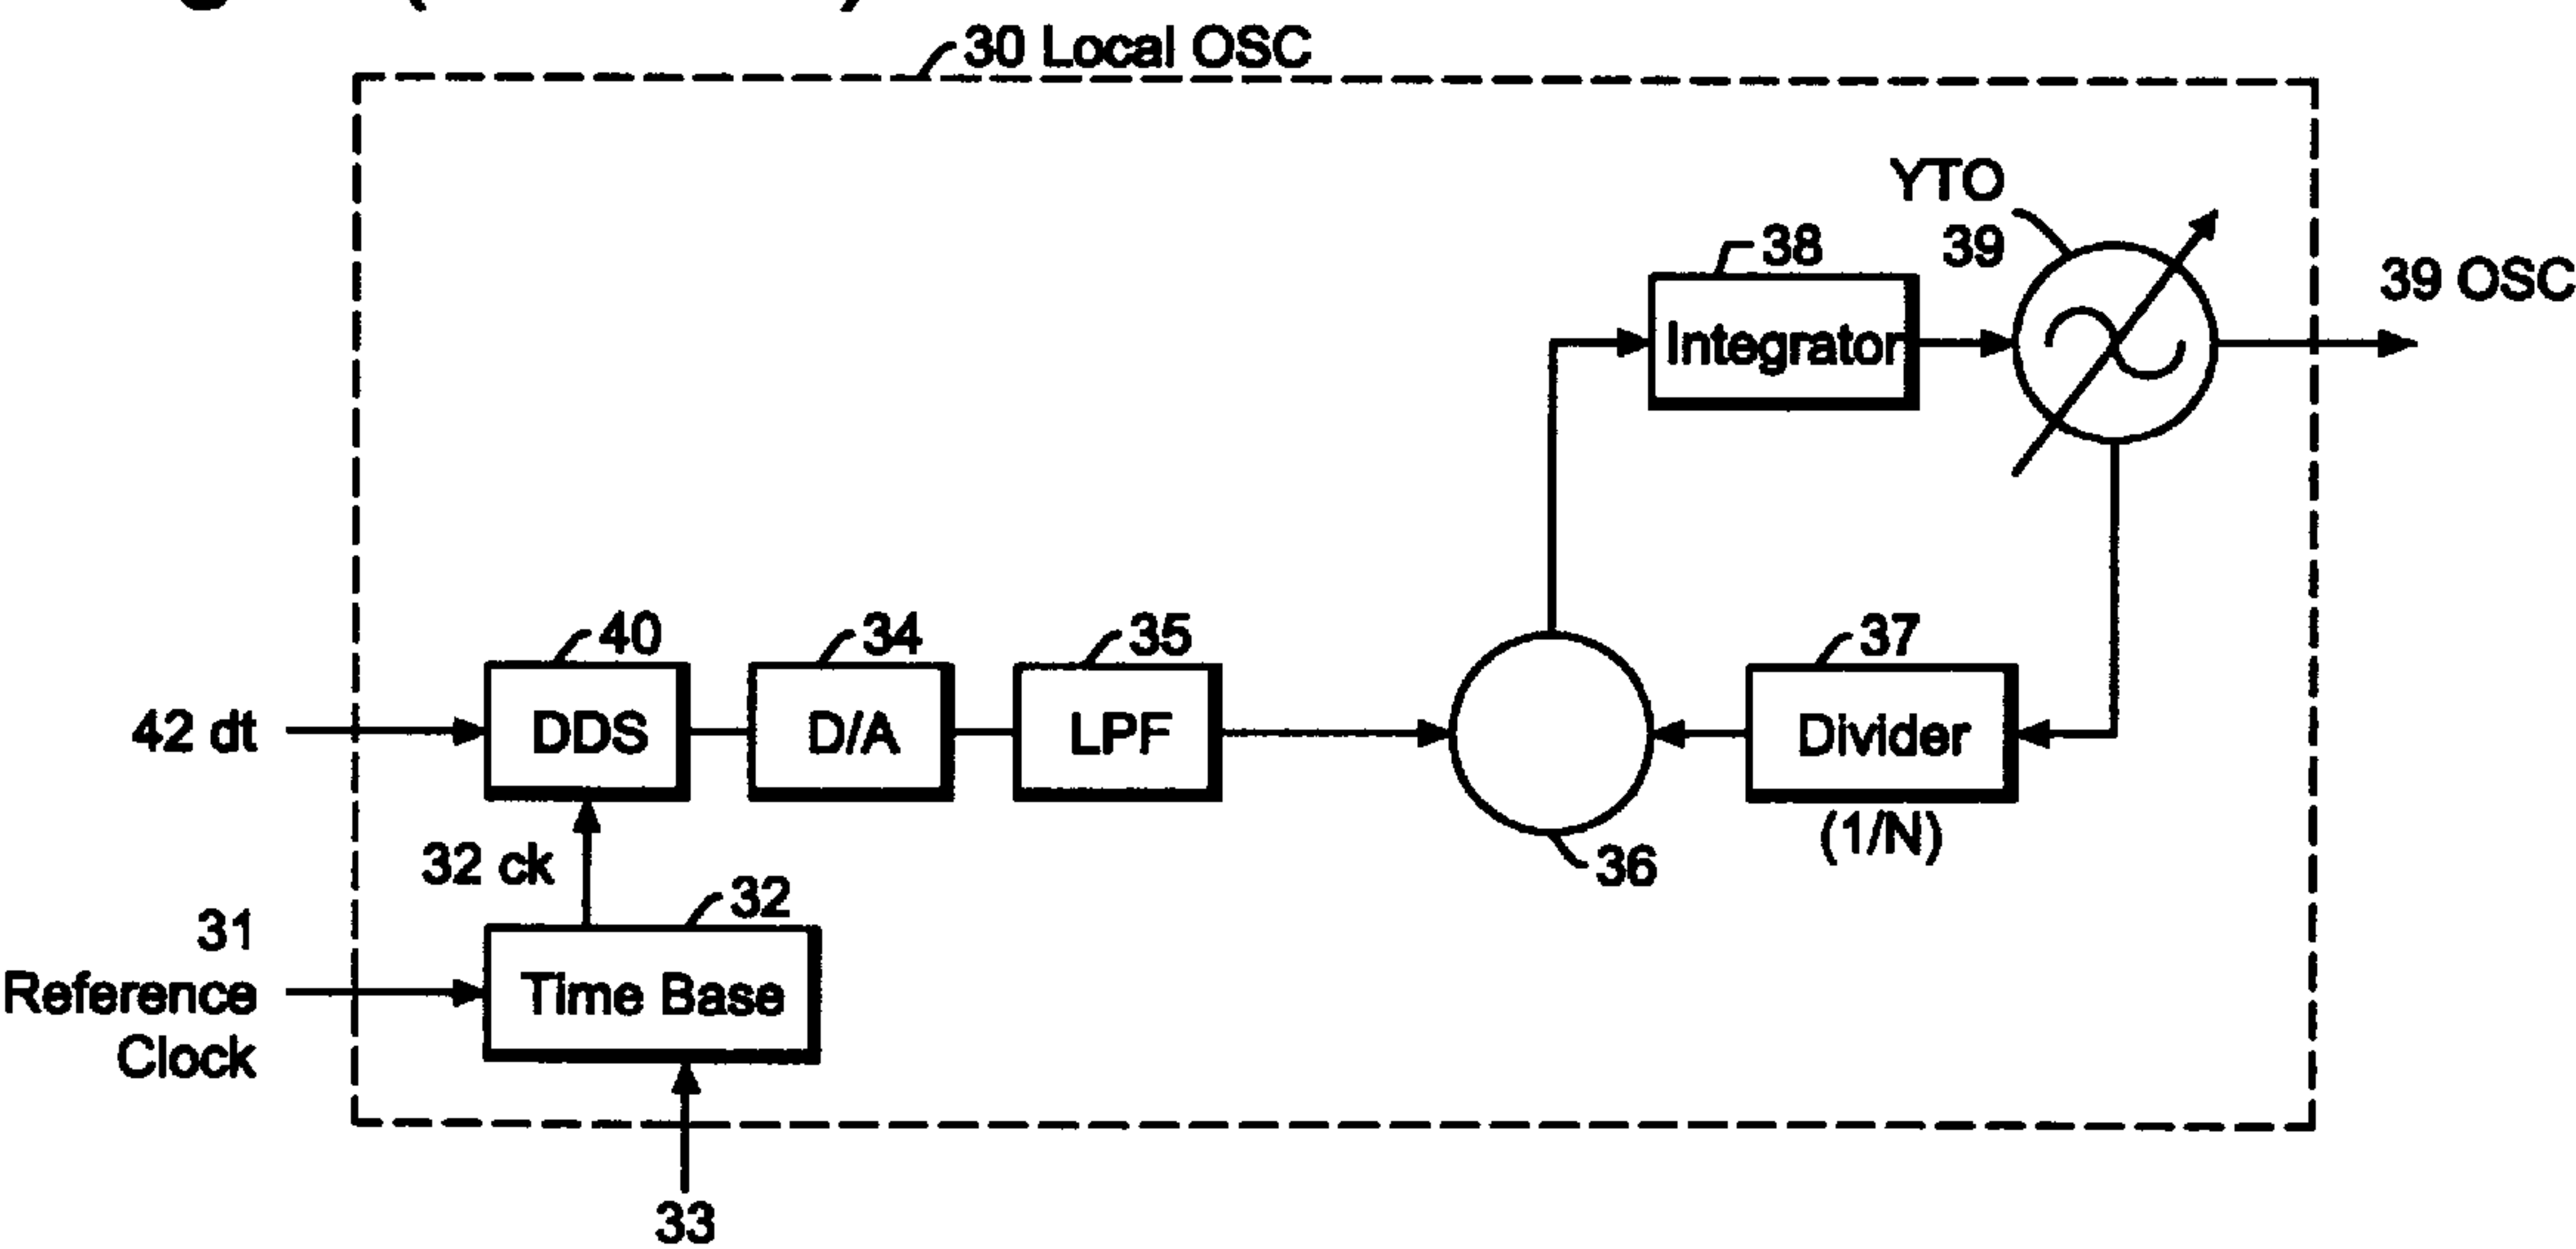 30 Local OSC
YTO
39
38
39 OSC
Integrator
40
34
35
37
42 dt
DDS
D/A
LPF
Divider
(1/N)
36
32 ck
32
31
Reference
Clock
Time Base
33